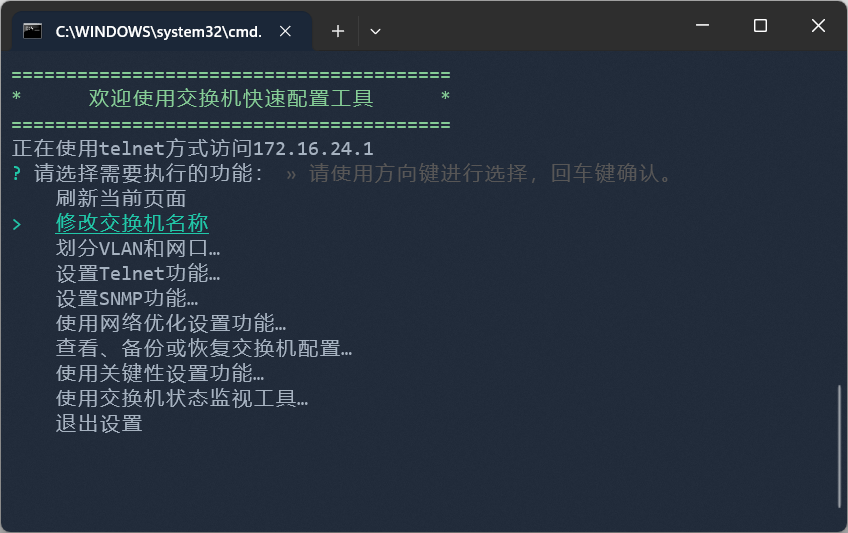 C:\WINDOWS\system32\cmd.
========================================
* 欢迎使用交换机快速配置工具 *
========================================
正在使用telnet方式访问172.16.24.1
? 请选择需要执行的功能： » 请使用方向键进行选择，回车键确认。
刷新当前页面
> 修改交换机名称
划分VLAN和网口…
设置Telnet功能…
设置SNMP功能…
使用网络优化设置功能…
查看、备份或恢复交换机配置…
使用关键性设置功能…
使用交换机状态监视工具…
退出设置